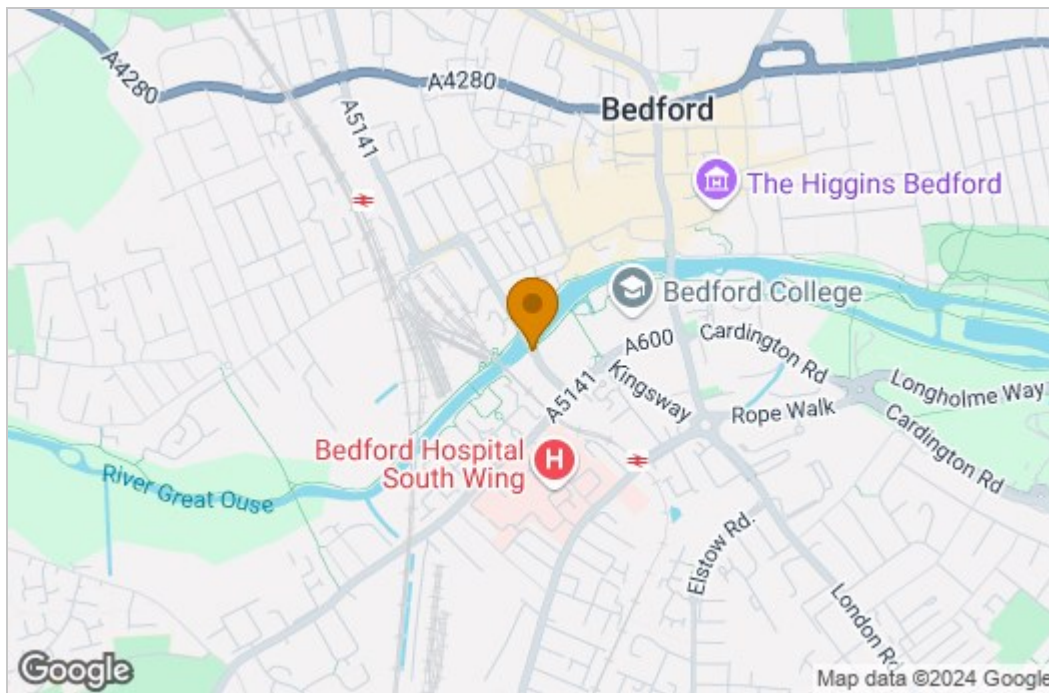 A4280
A4280
A4280
A5141
Bedford
The Higgins Bedford
Bedford College
A600
Cardington Rd
Kingsway
A5141
Longholme Way
Rope Walk
Cardington Rd
Bedford Hospital
South Wing
H
River Great Ouse
Elstow Rd.
London Rd
Google
Map data ©2024 Google